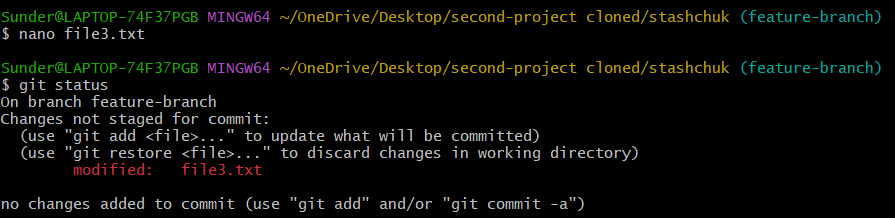 Sunder@LAPTOP-74F37PGB MINGW64 ~/OneDrive/Desktop/second-project cloned/stashchuk (feature-branch)
$ nano file3.txt
Sunder@LAPTOP-74F37PGB MINGW64 ~/OneDrive/Desktop/second-project cloned/stashchuk (feature-branch)
$ git status
On branch feature-branch
Changes not staged for commit:
  (use "git add <file>..." to update what will be committed)
  (use "git restore <file>..." to discard changes in working directory)
        modified:   file3.txt
no changes added to commit (use "git add" and/or "git commit -a")